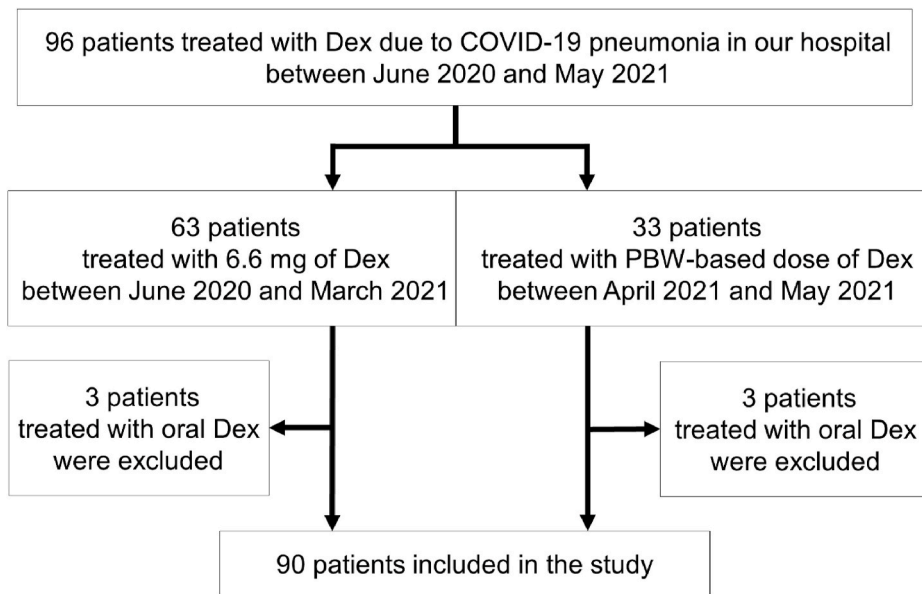 96 patients treated with Dex due to COVID-19 pneumonia in our hospital
between June 2020 and May 2021
63 patients
treated with 6.6 mg of Dex
between June 2020 and March 2021
33 patients
treated with PBW-based dose of Dex
between April 2021 and May 2021
3 patients
treated with oral Dex
were excluded
3 patients
treated with oral Dex
were excluded
90 patients included in the study